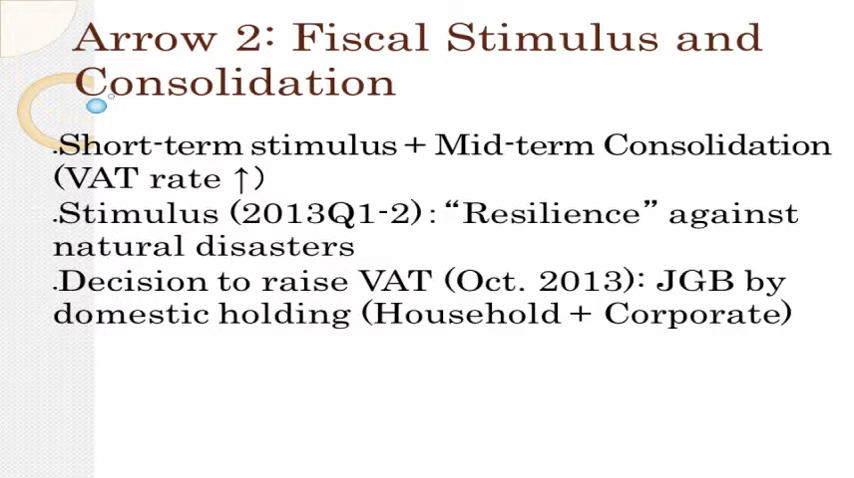 Arrow 2: Fiscal Stimulus and
Consolidation
.Short-term stimulus + Mid-term Consolidation
(VAT rate ↑)
.Stimulus (2013Q1-2) : “Resilience” against
natural disasters
.Decision to raise VAT (Oct. 2013): JGB by
domestic holding (Household + Corporate)